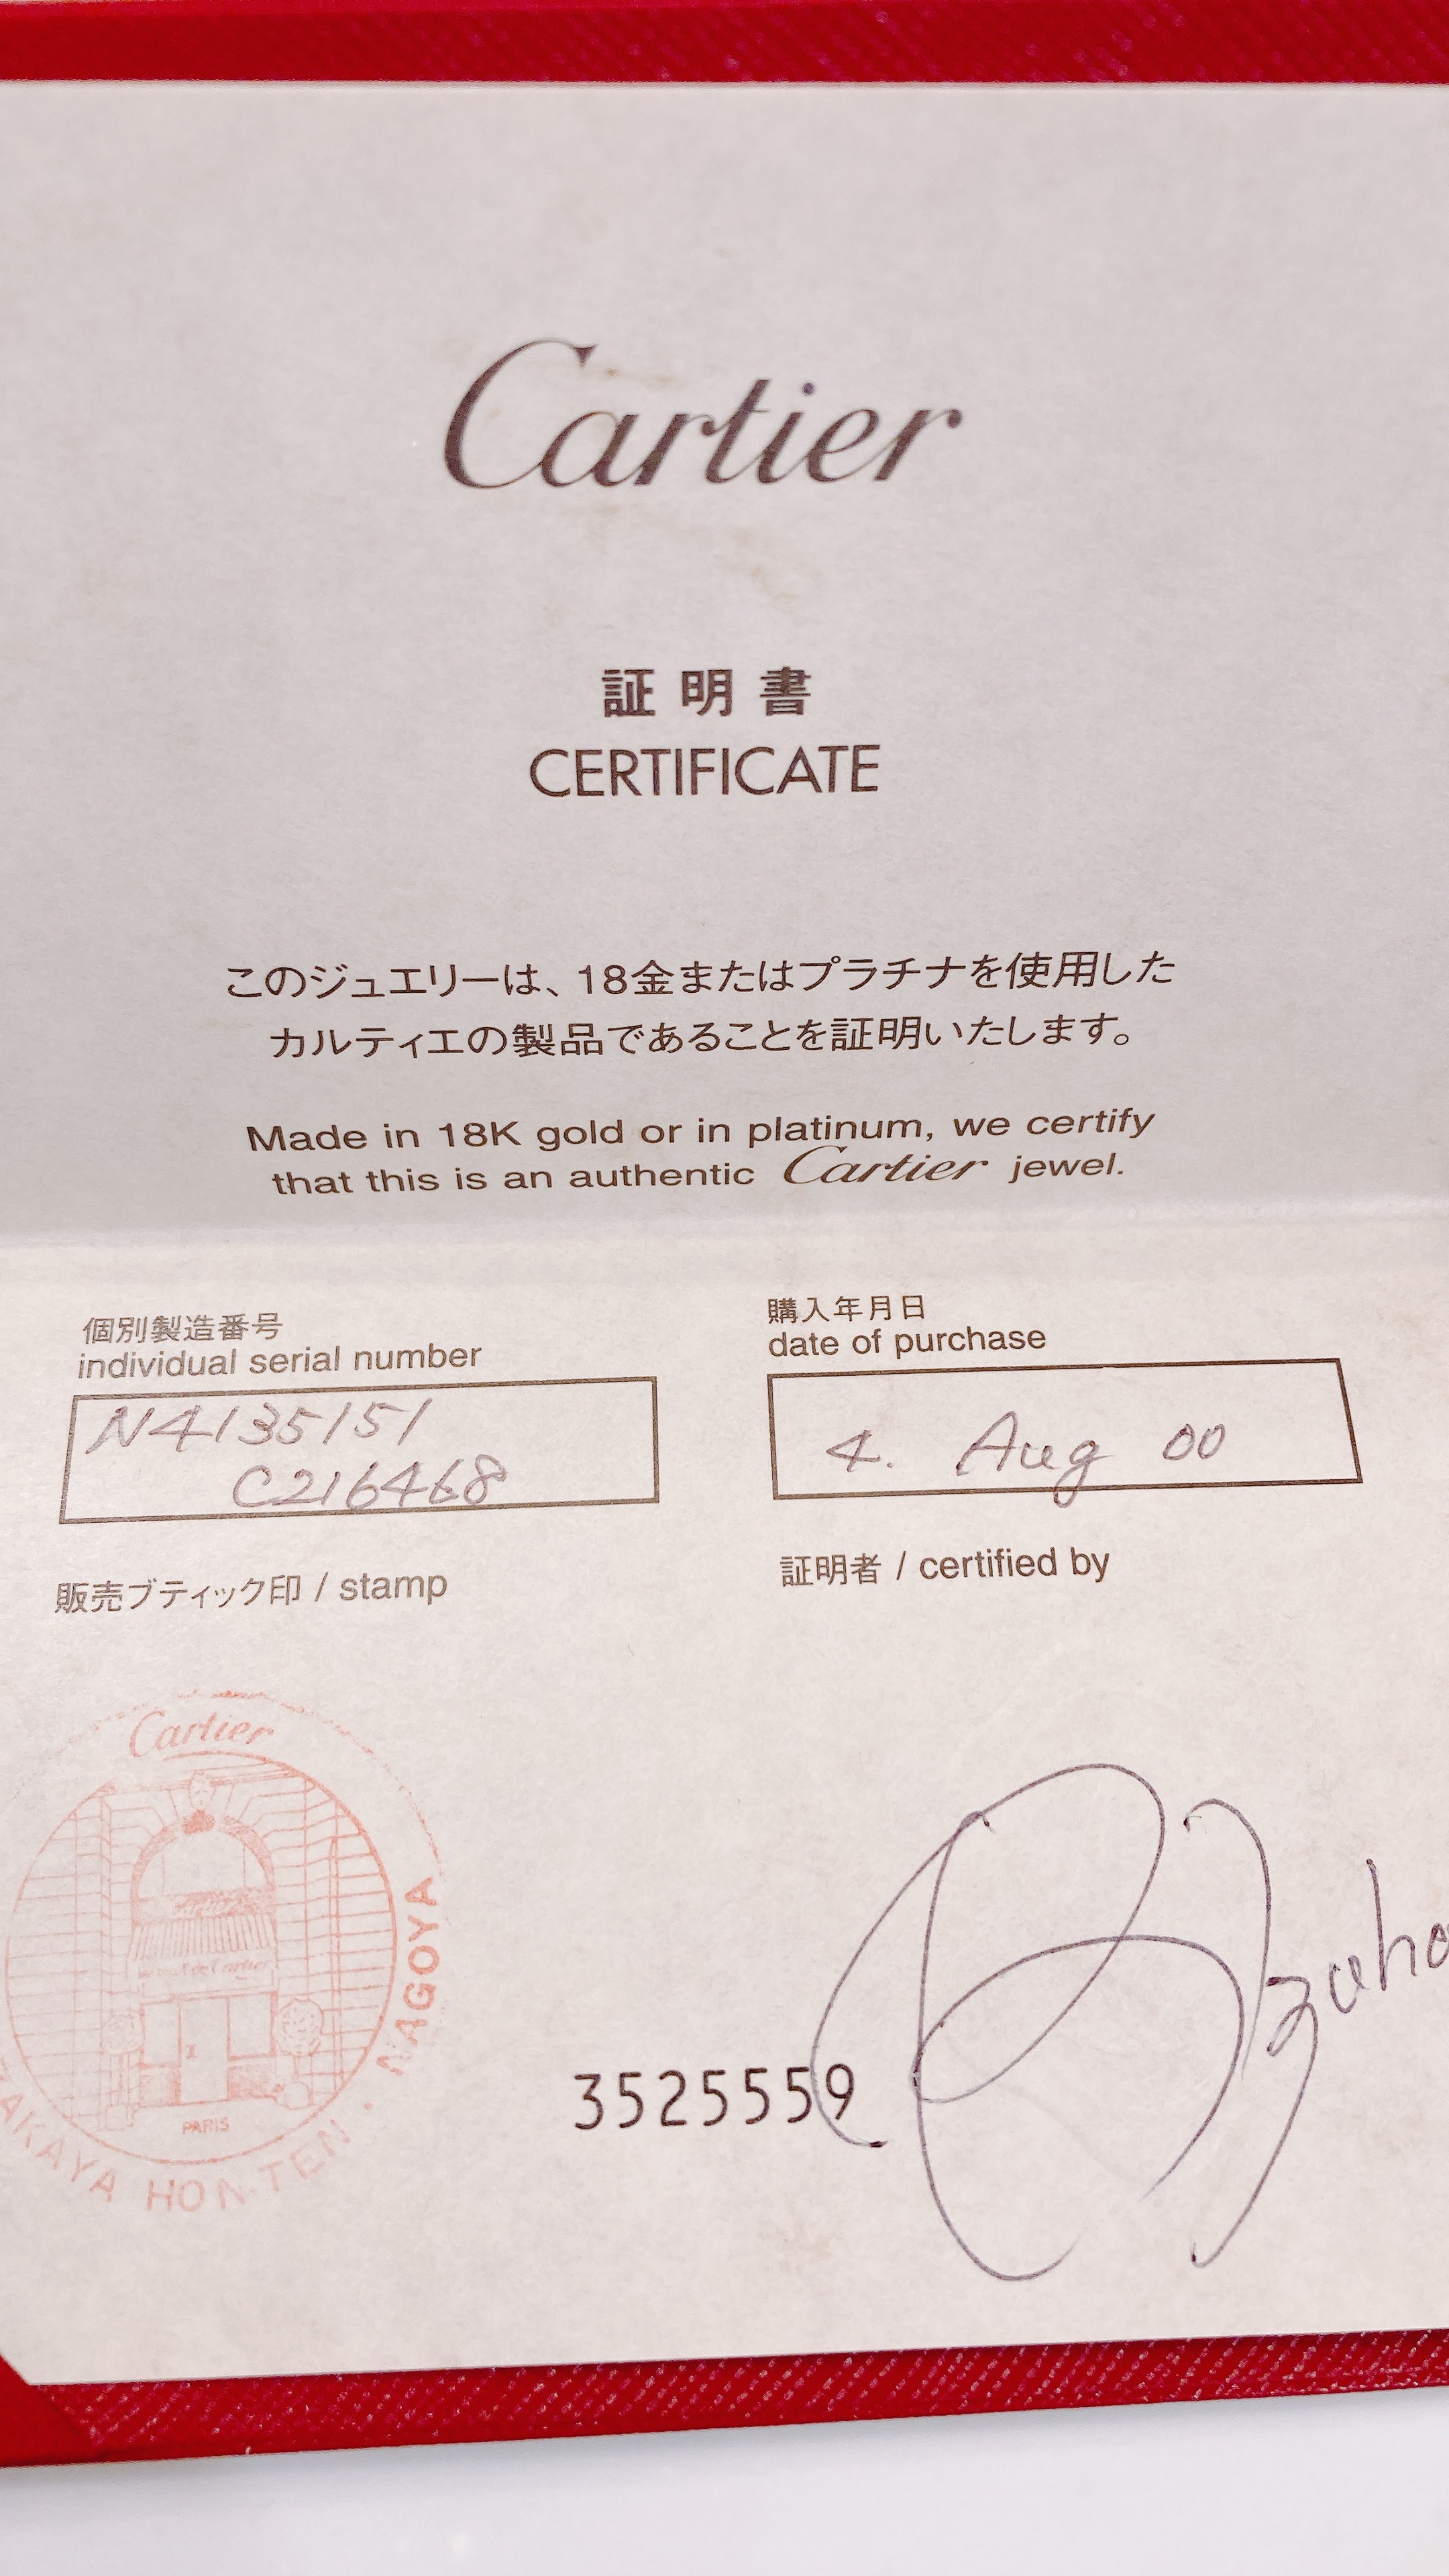 Cartier
証明書
CERTIFICATE
このジュエリーは、18金またはプラチナを使用した
カルティエの製品であることを証明いたします。
Made in 18K gold or in platinum, we certify
that this is an authentic Cartier jewel.
個別製造番号
individual serial number
N4135151
C216468
購入年月日
date of purchase
4. Aug 00
販売ブティック印 / stamp
証明者 / certified by
Cartier
PARIS
AKAYA HON-TEN . NAGOYA
3525559